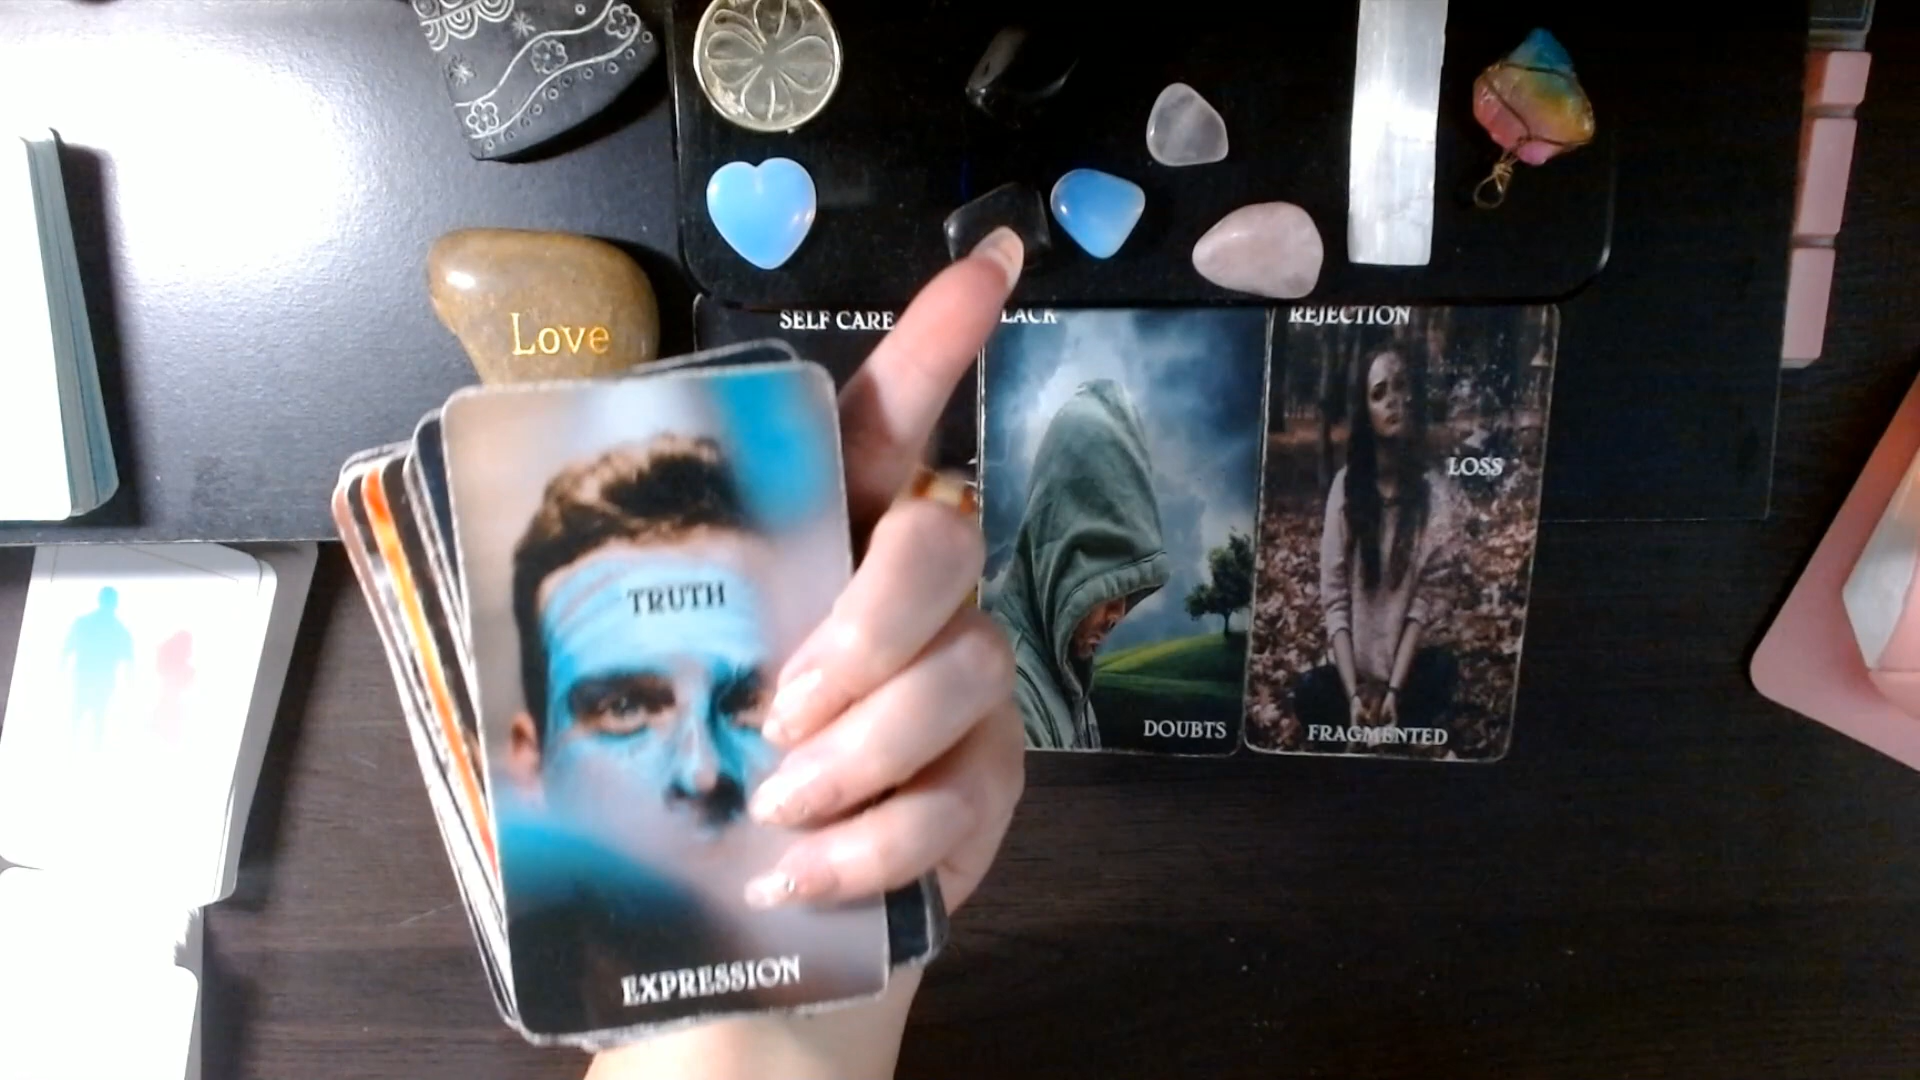 Love
SELF CARE
LACK
REJECTION
LOSS
TRUTH
DOUBTS
FRAGMENTED
EXPRESSION